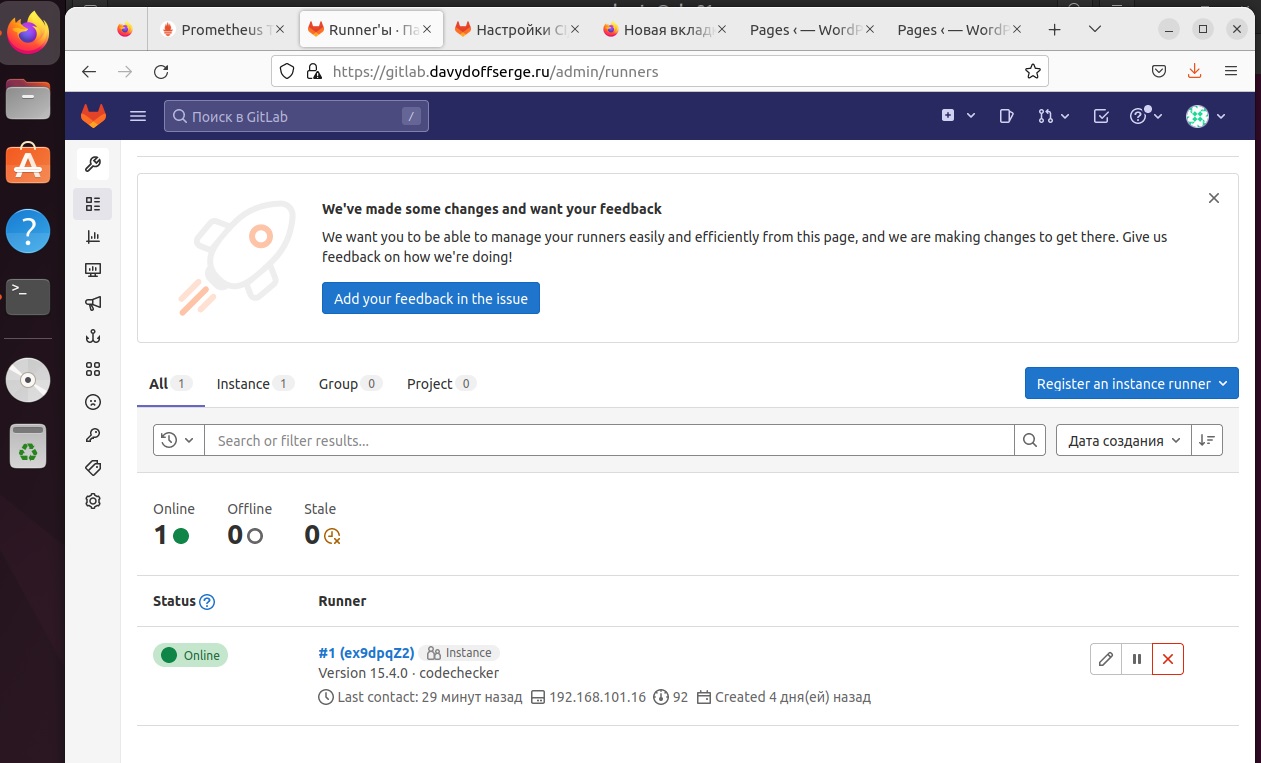 Prometheus T
Runner'ы · Па
Настройки CI
Новая вклад
Pages ‹ — WordP
Pages ‹ — WordP
https://gitlab.davydoffserge.ru/admin/runners
Поиск в GitLab
/
We've made some changes and want your feedback
We want you to be able to manage your runners easily and efficiently from this page, and we are making changes to get there. Give us
feedback on how we're doing!
Add your feedback in the issue
All 1
Instance 1
Group 0
Project 0
Register an instance runner
Search or filter results...
Дата создания
Online
Offline
Stale
1
0
0
Status
Runner
Online
#1 (ex9dpqZ2)
Instance
Version 15.4.0 · codechecker
Last contact: 29 минут назад
192.168.101.16
92
Created 4 дня(ей) назад